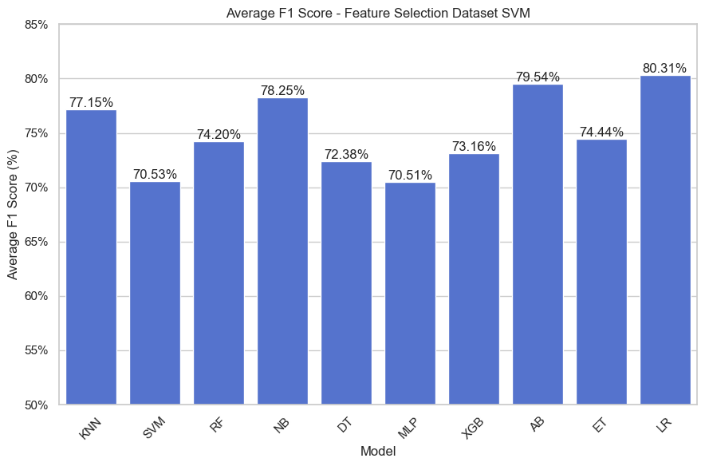 Average F1 Score - Feature Selection Dataset SVM
Average F1 Score (%)
85%
80%
75%
70%
65%
60%
55%
50%
77.15%
70.53%
74.20%
78.25%
72.38%
70.51%
73.16%
79.54%
74.44%
80.31%
KNN
SVM
RF
NB
DT
MLP
XGB
AB
ET
LR
Model